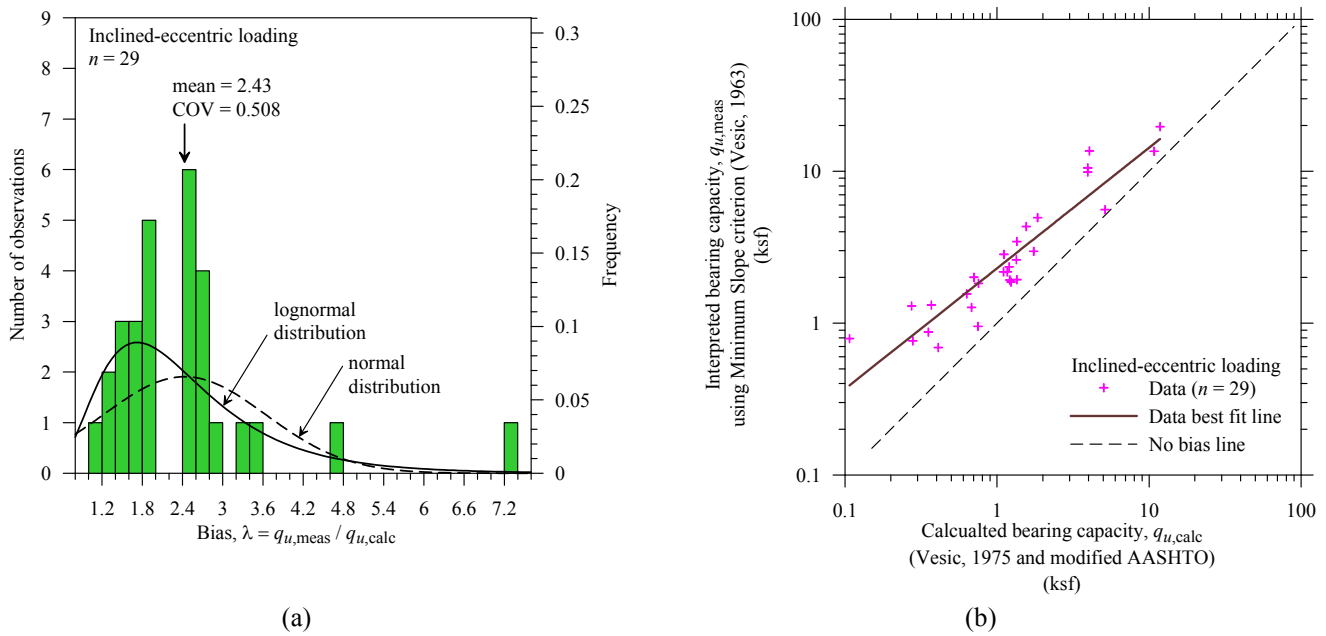 9
8
7
6
5
4
3
2
1
0
Number of observations
Inclined-eccentric loading
n = 29
mean = 2.43
COV = 0.508
lognormal
distribution
normal
distribution
0.3
0.25
0.2
0.15
0.1
0.05
0
Frequency
1.2 1.8 2.4 3 3.6 4.2 4.8 5.4 6 6.6 7.2
Bias, λ = qu,meas / qu,calc
(a)
Interpreted bearing capacity, qu,meas
using Minimum Slope criterion (Vesic, 1963)
(ksf)
100
10
1
0.1
Inclined-eccentric loading
Data (n = 29)
Data best fit line
No bias line
0.1 1 10 100
Calcualted bearing capacity, qu,calc
(Vesic, 1975 and modified AASHTO)
(ksf)
(b)